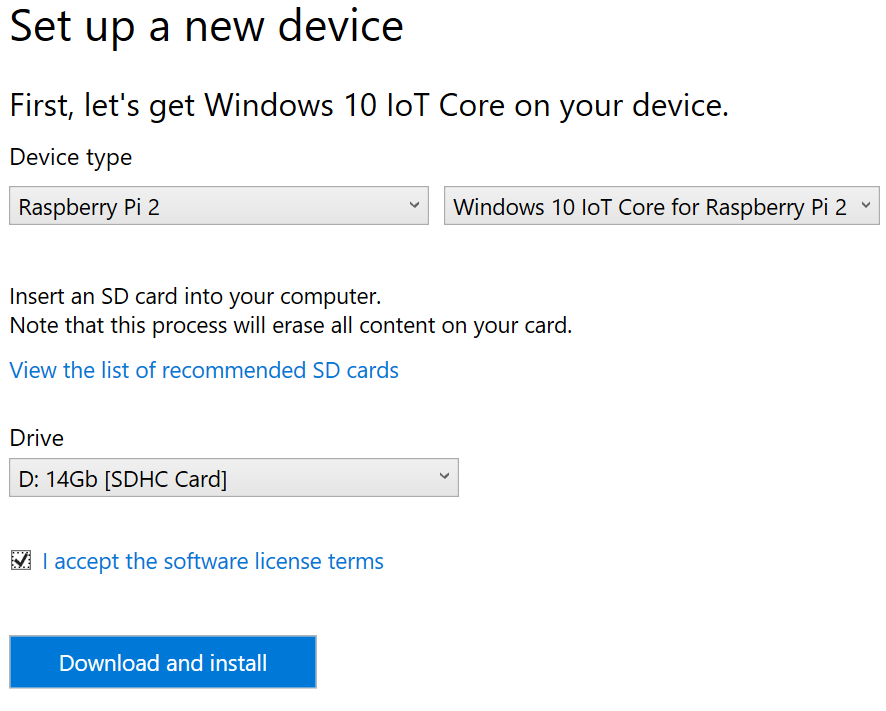 Set up a new device
First, let's get Windows 10 IoT Core on your device.
Device type
Raspberry Pi 2
Windows 10 IoT Core for Raspberry Pi 2
Insert an SD card into your computer.
Note that this process will erase all content on your card.
View the list of recommended SD cards
Drive
D: 14Gb [SDHC Card]
I accept the software license terms
Download and install